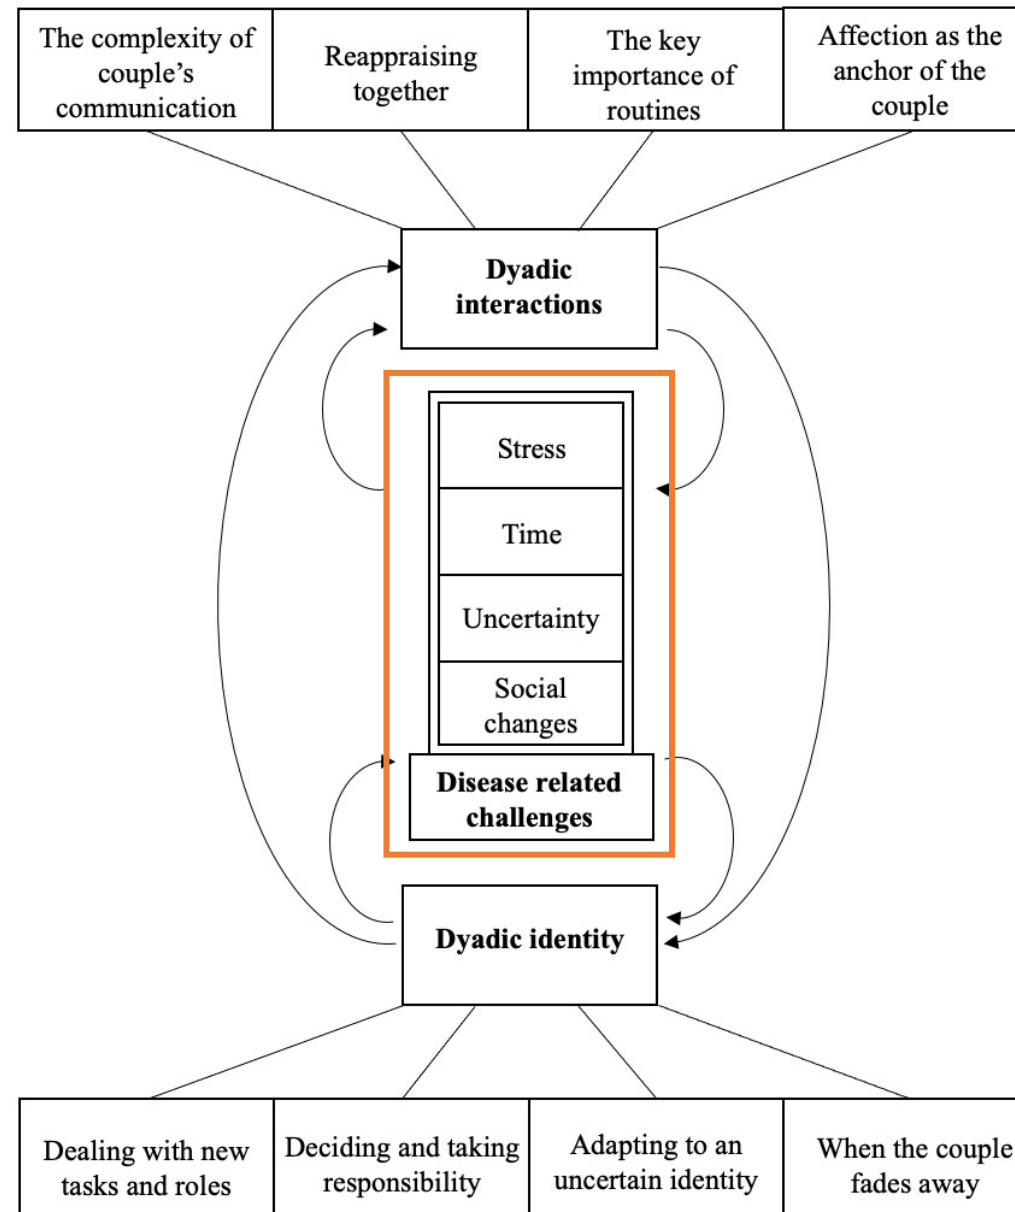 The complexity of
couple’s
communication
Reappraising
together
The key
importance of
routines
Affection as the
anchor of the
couple
Dyadic
interactions
Stress
Time
Uncertainty
Social
changes
Disease related
challenges
Dyadic identity
Dealing with new
tasks and roles
Deciding and taking
responsibility
Adapting to an
uncertain identity
When the couple
fades away